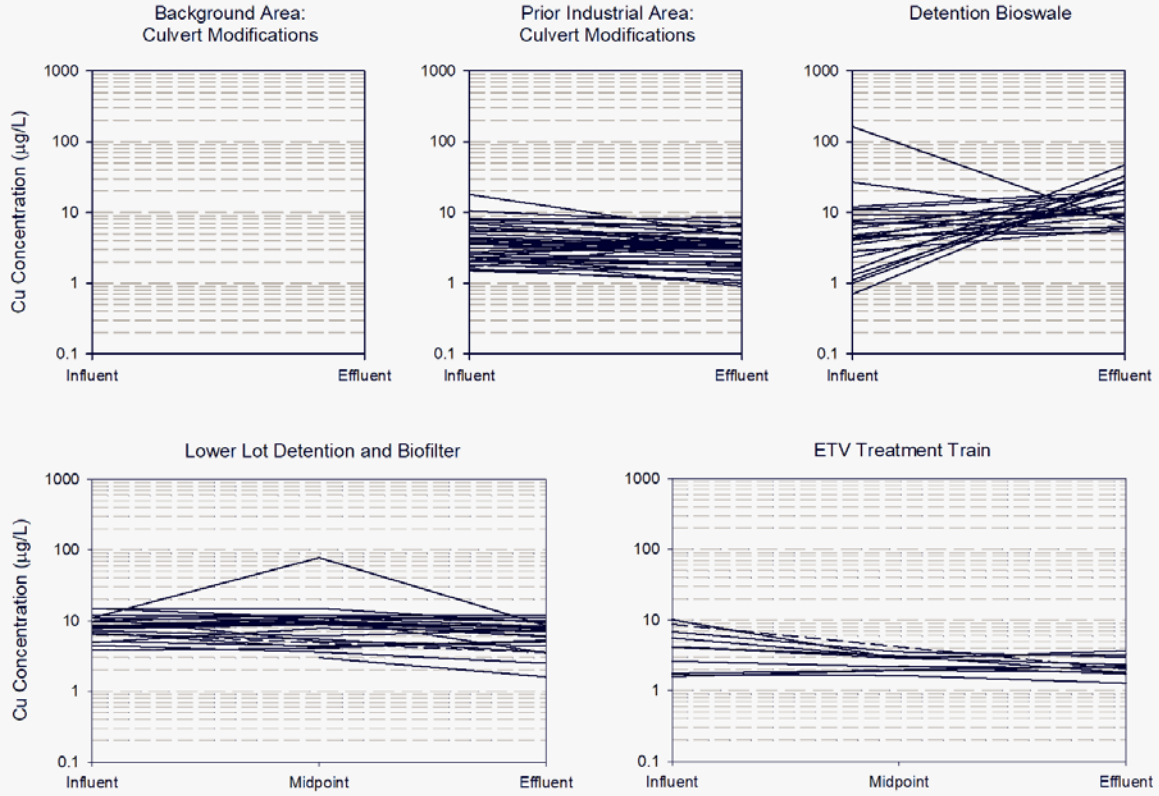 Background Area:
Culvert Modifications
Prior Industrial Area:
Culvert Modifications
Detention Bioswale
Cu Concentration (µg/L)
1000
100
10
1
0.1
Influent
Effluent
1000
100
10
1
0.1
Influent
Effluent
1000
100
10
1
0.1
Influent
Effluent
Lower Lot Detention and Biofilter
ETV Treatment Train
Cu Concentration (µg/L)
1000
100
10
1
0.1
Influent
Midpoint
Effluent
1000
100
10
1
0.1
Influent
Midpoint
Effluent